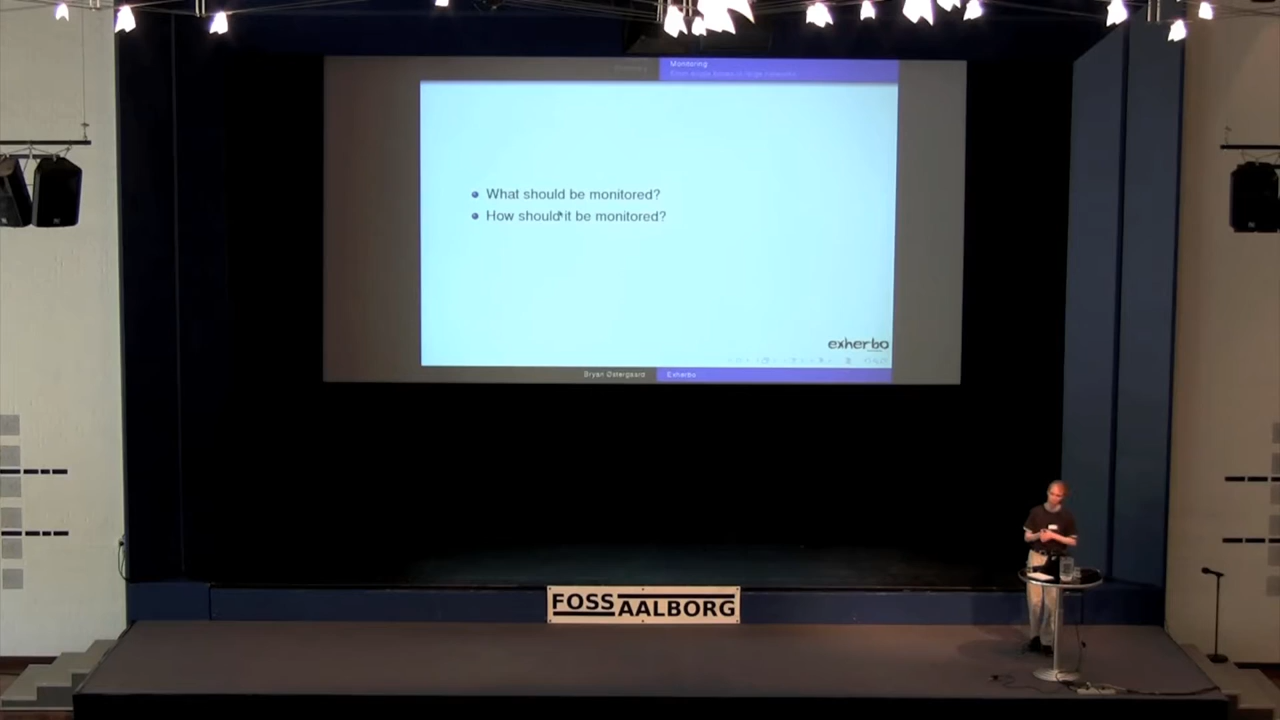 Monitoring
What should be monitored?
How should it be monitored?
exherbo
Bryan Østergaard
Exherbo
FOSS AALBORG